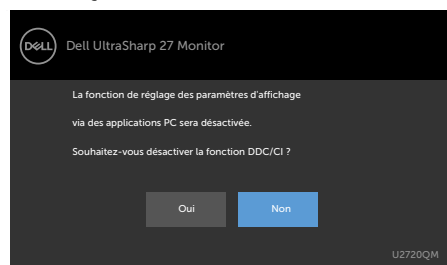 DELL Dell UltraSharp 27 Monitor
La fonction de réglage des paramètres d'affichage
via des applications PC sera désactivée.
Souhaitez-vous désactiver la fonction DDC/CI ?
Oui Non
U2720QM